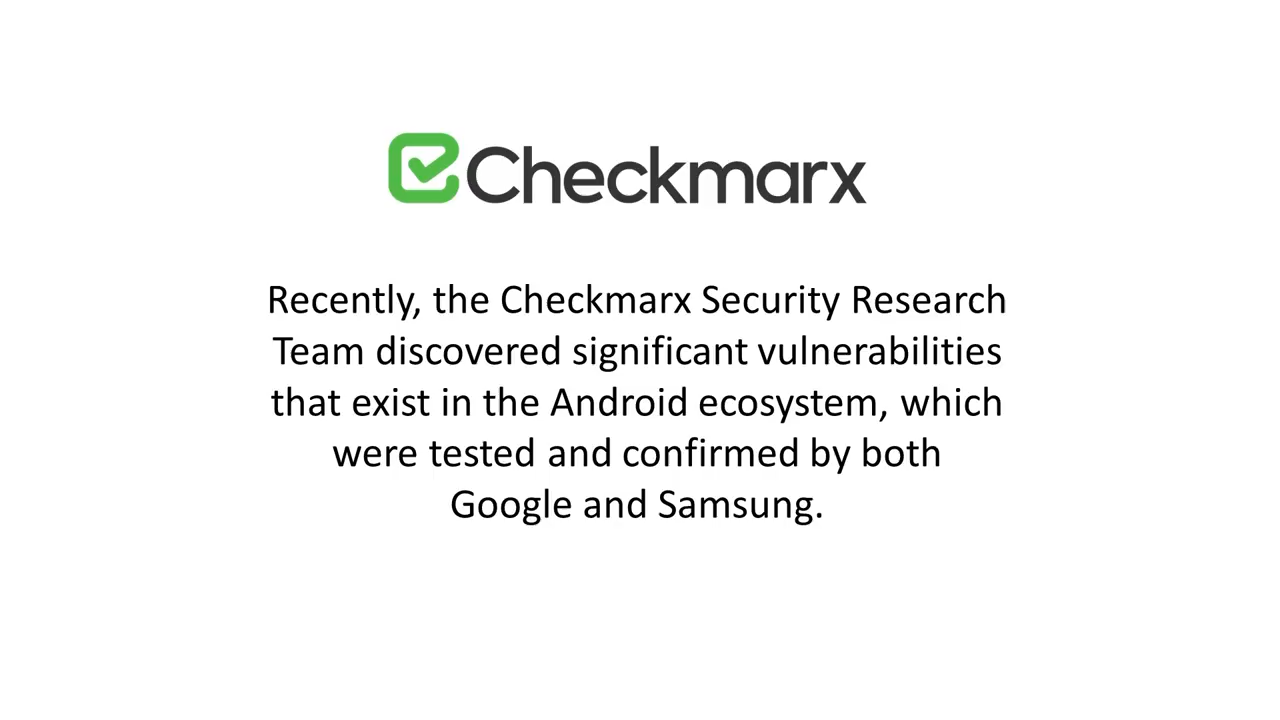 Checkmarx
Recently, the Checkmarx Security Research
Team discovered significant vulnerabilities
that exist in the Android ecosystem, which
were tested and confirmed by both
Google and Samsung.